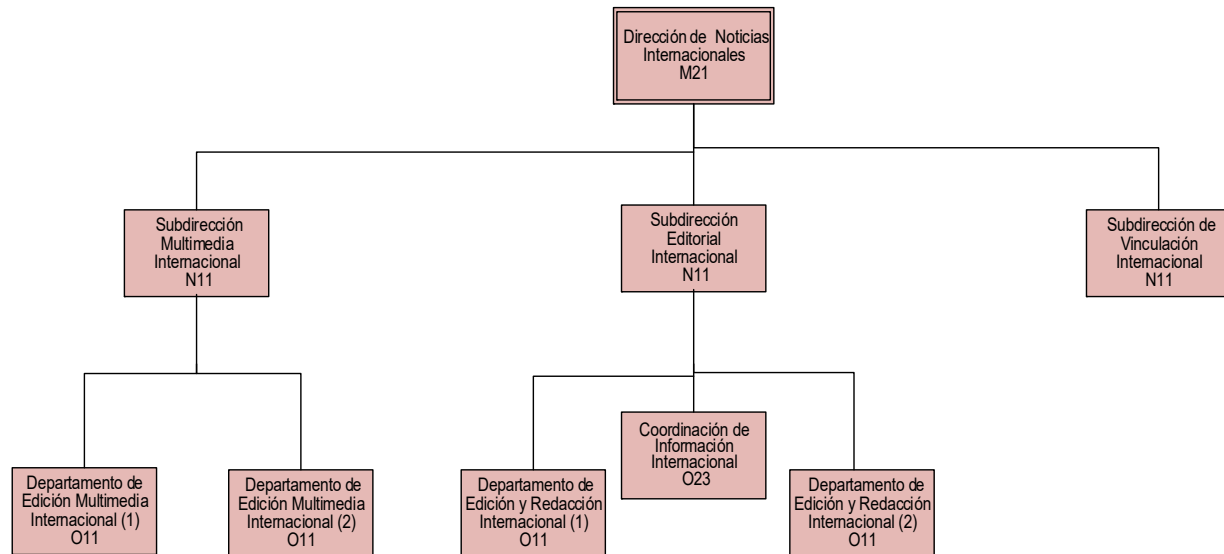 Dirección de Noticias
Internacionales
M21
Subdirección
Multimedia
Internacional
N11
Subdirección
Editorial
Internacional
N11
Subdirección de
Vinculación
Internacional
N11
Departamento de
Edición Multimedia
Internacional (1)
O11
Departamento de
Edición Multimedia
Internacional (2)
O11
Departamento de
Edición y Redacción
Internacional (1)
O11
Coordinación de
Información
Internacional
O23
Departamento de
Edición y Redacción
Internacional (2)
O11